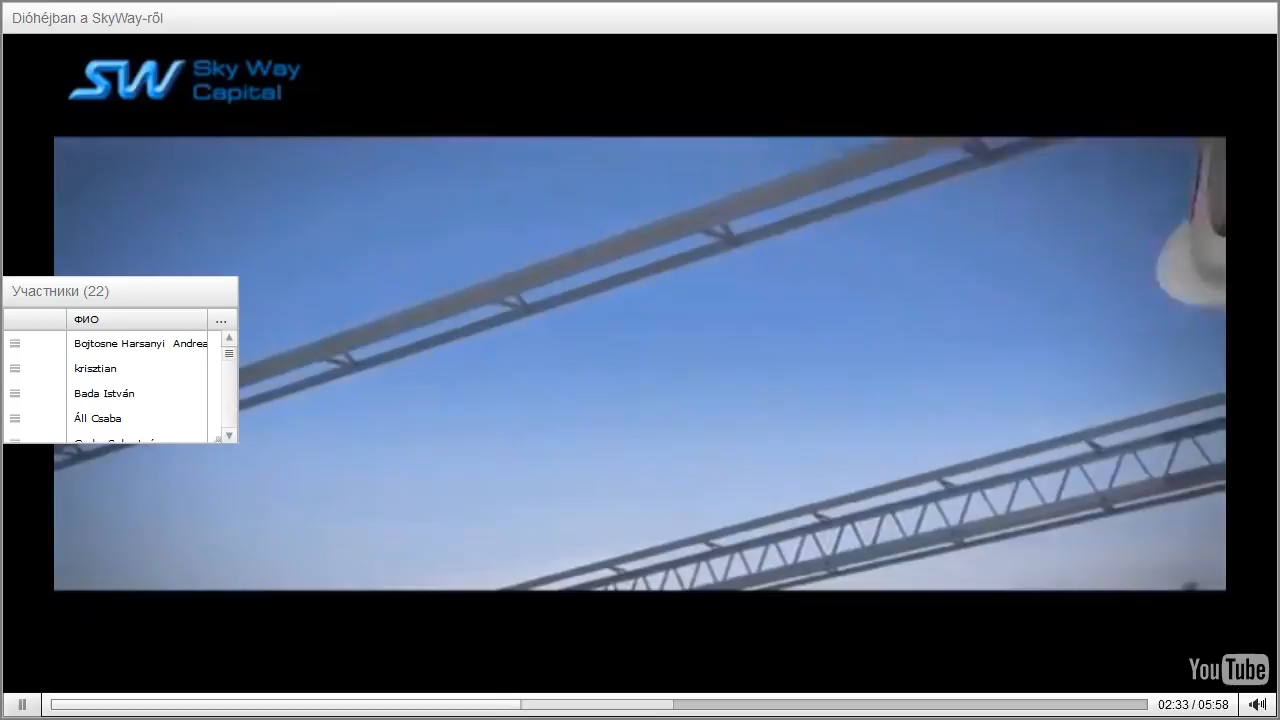 Dióhéjban a SkyWay-ről
SW Sky Way
Capital
Участники (22)
ФИО ...
Bojtosne Harsanyi Andrea
krisztian
Bada István
Áll Csaba
YouTube
02:33 / 05:58